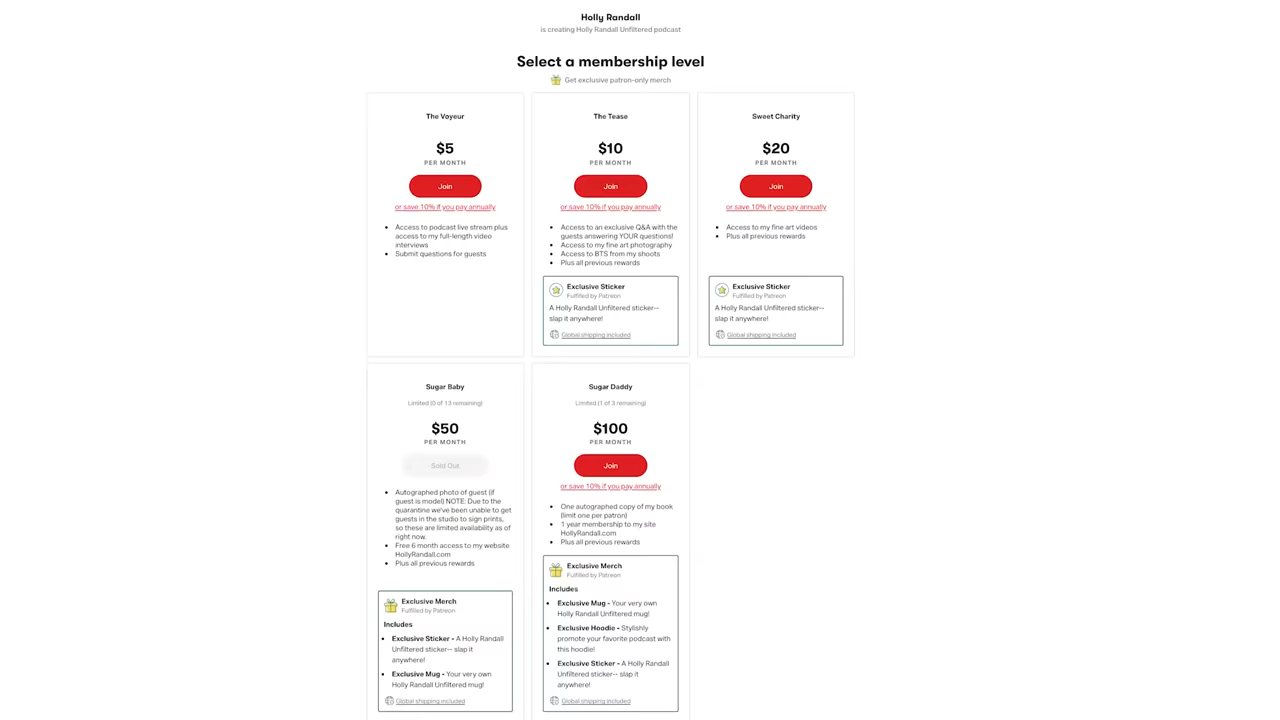 Holly Randall
is creating Holly Randall Unfiltered podcast
Select a membership level
Get exclusive patron-only merch
The Voyeur
$5
PER MONTH
Join
or save 10% if you pay annually
Access to podcast live stream plus
access to my full-length video
interviews
Submit questions for guests
The Tease
$10
PER MONTH
Join
or save 10% if you pay annually
Access to an exclusive Q&A with the
guests answering YOUR questions!
Access to my fine art photography
Access to BTS from my shoots
Plus all previous rewards
Exclusive Sticker
Fulfilled by Patreon
A Holly Randall Unfiltered sticker--
slap it anywhere!
Global shipping included
Sweet Charity
$20
PER MONTH
Join
or save 10% if you pay annually
Access to my fine art videos
Plus all previous rewards
Exclusive Sticker
Fulfilled by Patreon
A Holly Randall Unfiltered sticker--
slap it anywhere!
Global shipping included
Sugar Baby
Limited (0 of 13 remaining)
$50
PER MONTH
Sold Out
Autographed photo of guest (if
guest is model) NOTE: Due to the
quarantine we've been unable to get
guests in the studio to sign prints,
so these are limited availability as of
right now.
Free 6 month access to my website
HollyRandall.com
Plus all previous rewards
Exclusive Merch
Fulfilled by Patreon
Includes
Exclusive Sticker - A Holly Randall
Unfiltered sticker-- slap it
anywhere!
Exclusive Mug - Your very own
Holly Randall Unfiltered mug!
Global shipping included
Sugar Daddy
Limited (1 of 3 remaining)
$100
PER MONTH
Join
or save 10% if you pay annually
One autographed copy of my book
(limit one per patron)
1 year membership to my site
HollyRandall.com
Plus all previous rewards
Exclusive Merch
Fulfilled by Patreon
Includes
Exclusive Mug - Your very own
Holly Randall Unfiltered mug!
Exclusive Hoodie - Stylishly
promote your favorite podcast with
this hoodie!
Exclusive Sticker - A Holly Randall
Unfiltered sticker-- slap it
anywhere!
Global shipping included